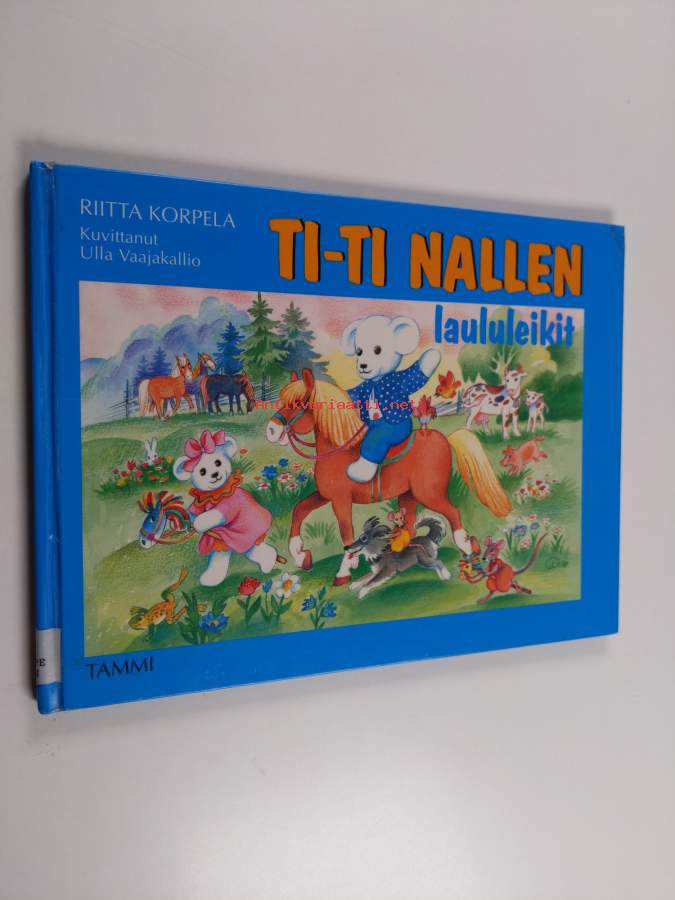 RIITTA KORPELA
Kuvittanut
Ulla Vaajakallio
TI-TI NALLEN
laululeikit
antikvariaatti.net
TAMMI